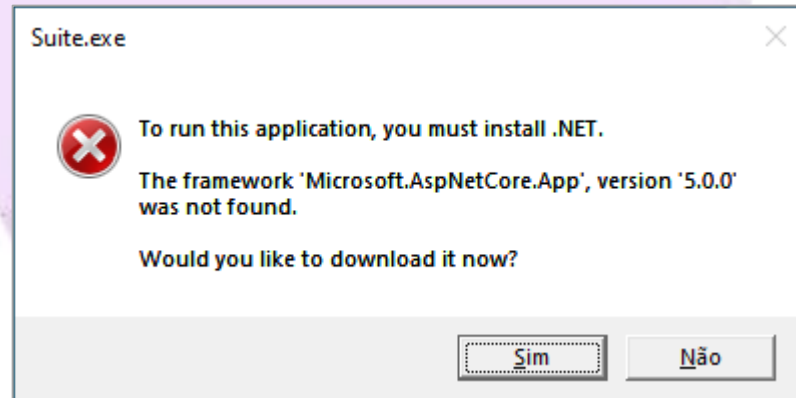 Suite.exe
To run this application, you must install .NET.
The framework 'Microsoft.AspNetCore.App', version '5.0.0'
was not found.
Would you like to download it now?
Sim
Não